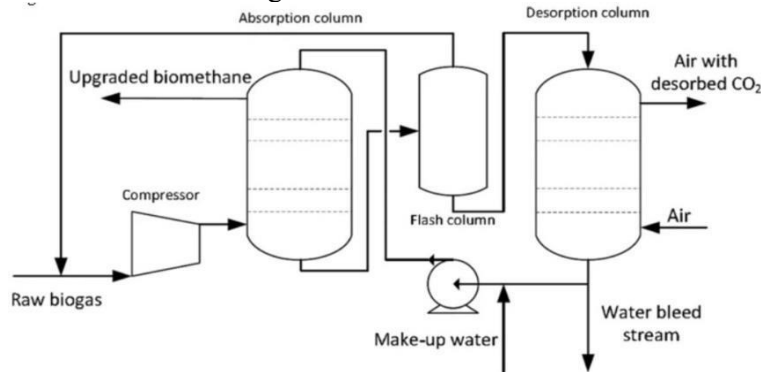 Absorption column
Desorption column
Upgraded biomethane
Air with
desorbed CO₂
Compressor
Flash column
Air
Raw biogas
Make-up water
Water bleed
stream